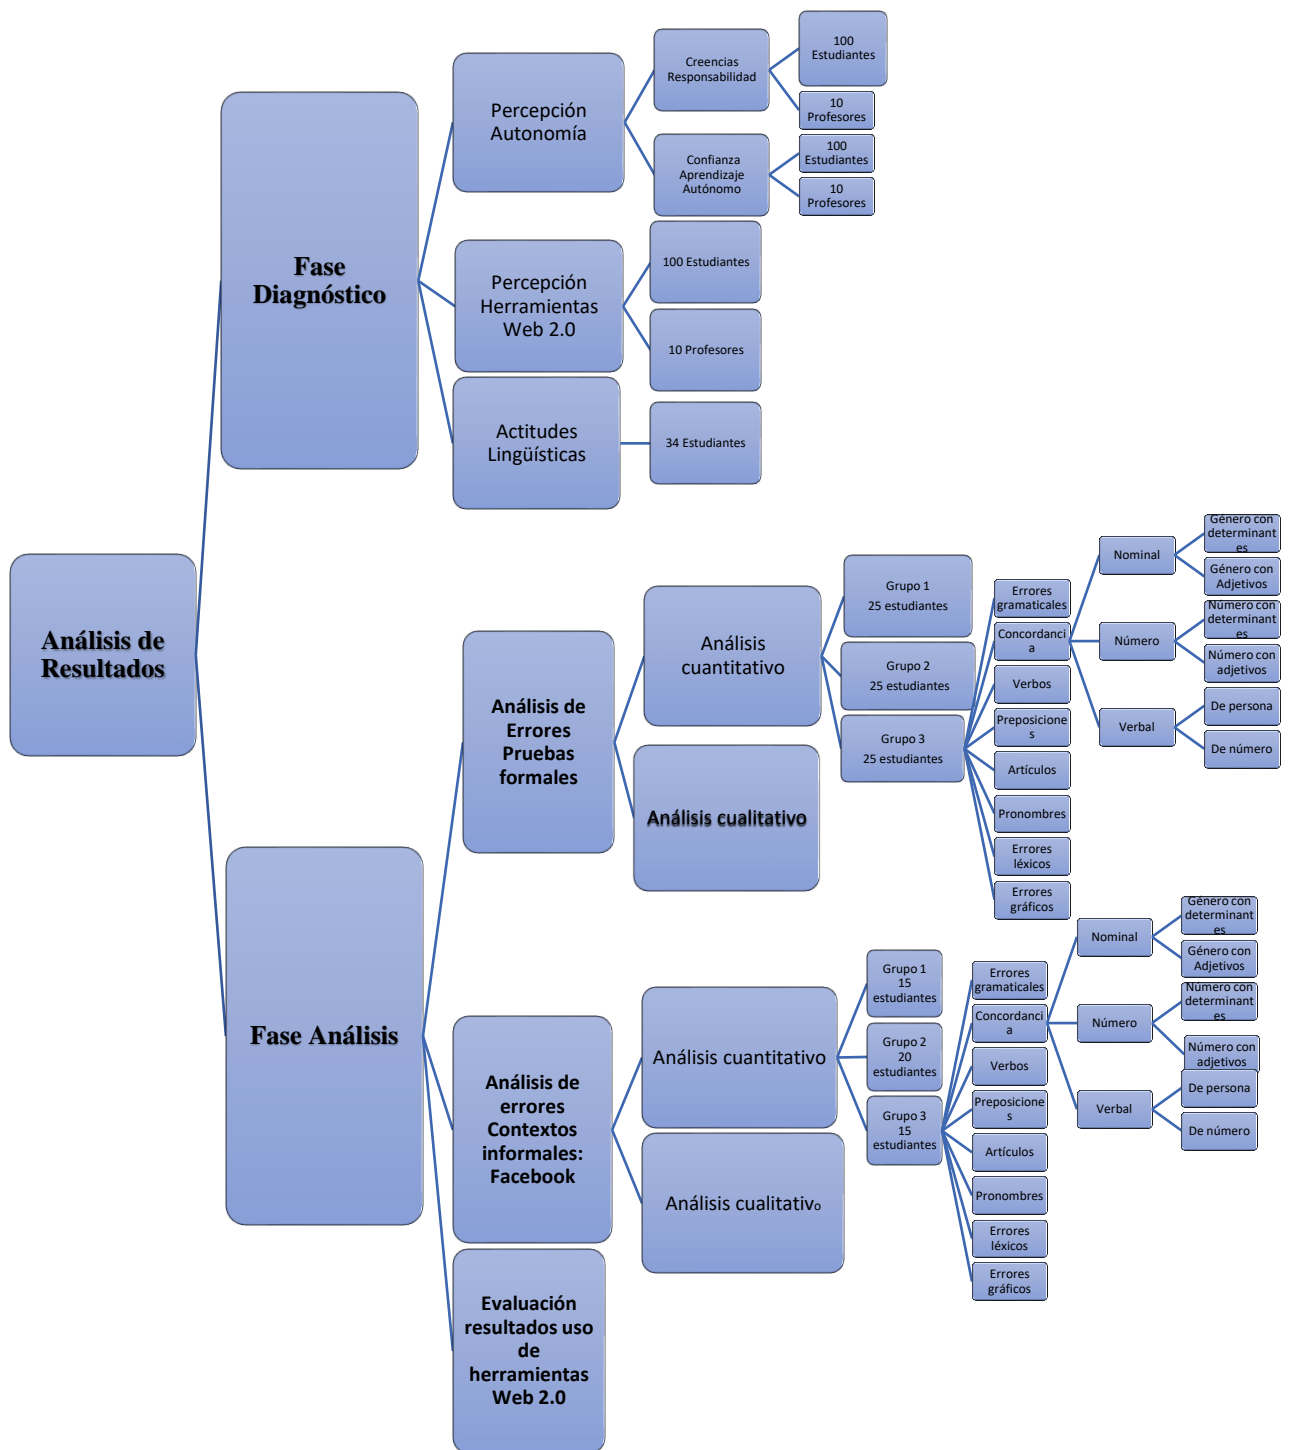 Análisis de
Resultados
Fase
Diagnóstico
Percepción
Autonomía
Creencias
Responsabilidad
100
Estudiantes
10
Profesores
Confianza
Aprendizaje
Autónomo
100
Estudiantes
10
Profesores
Percepción
Herramientas
Web 2.0
100 Estudiantes
10 Profesores
Actitudes
Lingüísticas
34 Estudiantes
Fase Análisis
Análisis de
Errores
Pruebas
formales
Análisis
cuantitativo
Grupo 1
25 estudiantes
Grupo 2
25 estudiantes
Grupo 3
25 estudiantes
Errores
gramaticales
Concordanci
a
Nominal
Género con
determinant
es
Género con
Adjetivos
Número
Número con
determinant
es
Número con
adjetivos
Verbal
De persona
De número
Verbos
Preposicione
s
Artículos
Pronombres
Errores
léxicos
Errores
gráficos
Análisis cualitativo
Análisis de
errores
Contextos
informales:
Facebook
Análisis cuantitativo
Grupo 1
15
estudiantes
Grupo 2
20
estudiantes
Grupo 3
15
estudiantes
Errores
gramaticales
Concordanci
a
Nominal
Género con
determinant
es
Género con
Adjetivos
Número
Número con
determinant
es
Número con
adjetivos
Verbal
De persona
De número
Verbos
Preposicione
s
Artículos
Pronombres
Errores
léxicos
Errores
gráficos
Análisis cualitativo
Evaluación
resultados uso
de
herramientas
Web 2.0